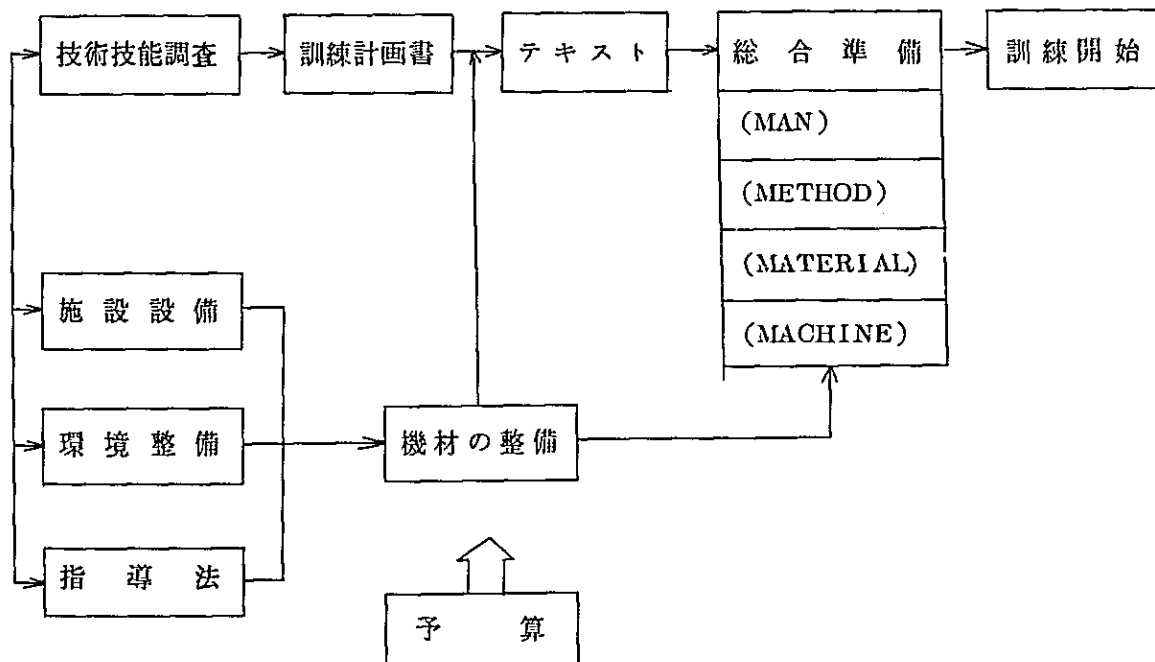 技術技能調査
訓練計画書
テキスト
総合準備
訓練開始
(MAN)
(METHOD)
(MATERIAL)
(MACHINE)
施設設備
環境整備
機材の整備
指導法
予算